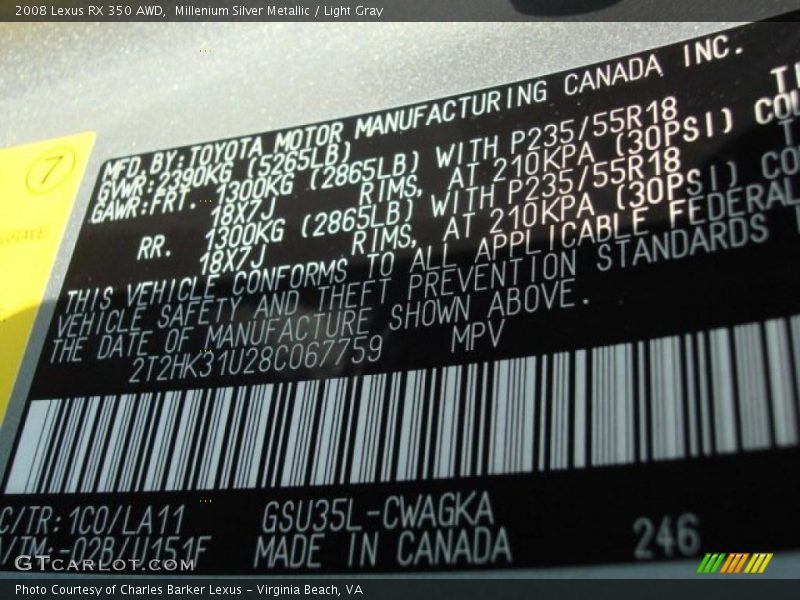 2008 Lexus RX 350 AWD, Millenium Silver Metallic / Light Gray
7
MFD.BY:TOYOTA MOTOR MANUFACTURING CANADA INC.
GVWR:2390KG (5265LB)
GAWR:FRT. 1300KG (2865LB) WITH P235/55R18
18X7J RIMS, AT 210KPA (30PSI)
RR. 1300KG (2865LB) WITH P235/55R18
18X7J RIMS, AT 210KPA (30PSI)
THIS VEHICLE CONFORMS TO ALL APPLICABLE FEDERAL
VEHICLE SAFETY AND THEFT PREVENTION STANDARDS
THE DATE OF MANUFACTURE SHOWN ABOVE.
2T2HK31U28C067759 MPV
C/TR:1C0/LA11 GSU35L-CWAGKA
/TM.-02B/U151F MADE IN CANADA 246
GTCARLOT.COM
Photo Courtesy of Charles Barker Lexus - Virginia Beach, VA